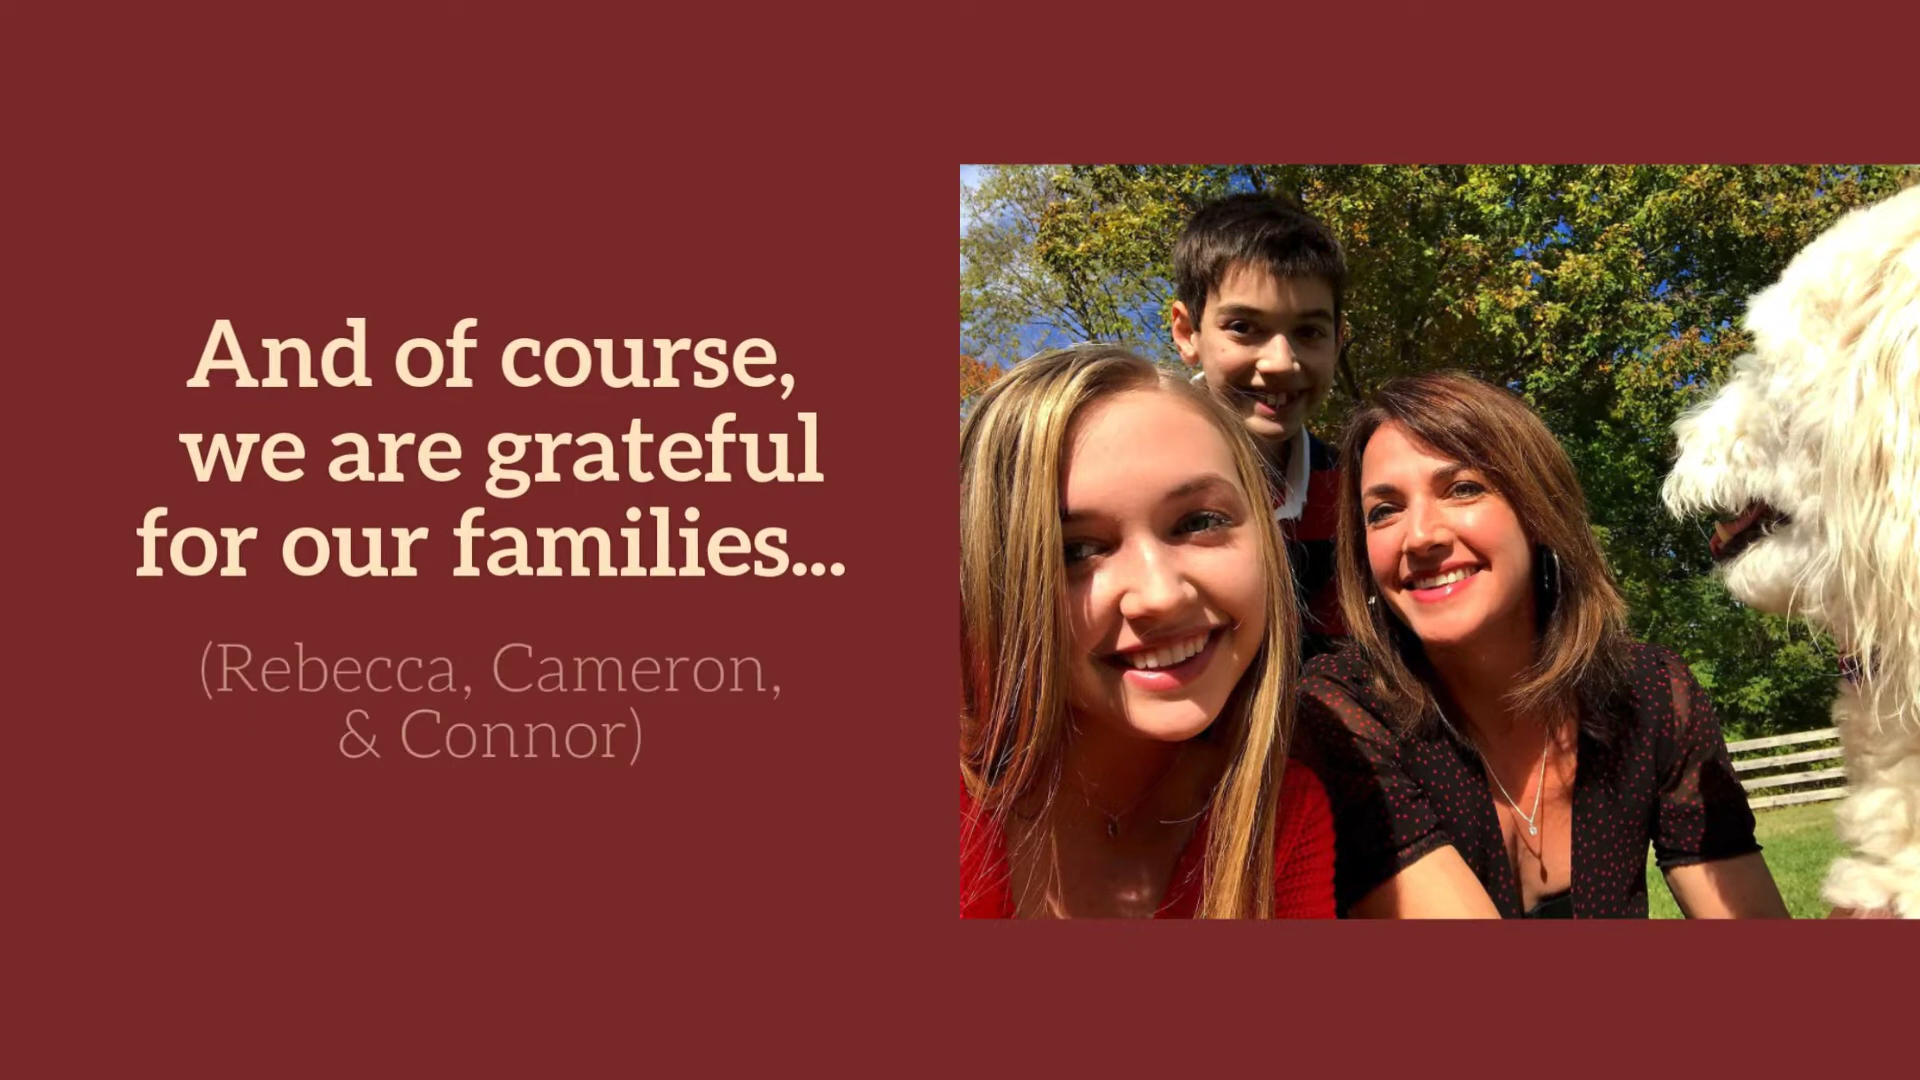 And of course,
we are grateful
for our families...
(Rebecca, Cameron,
& Connor)